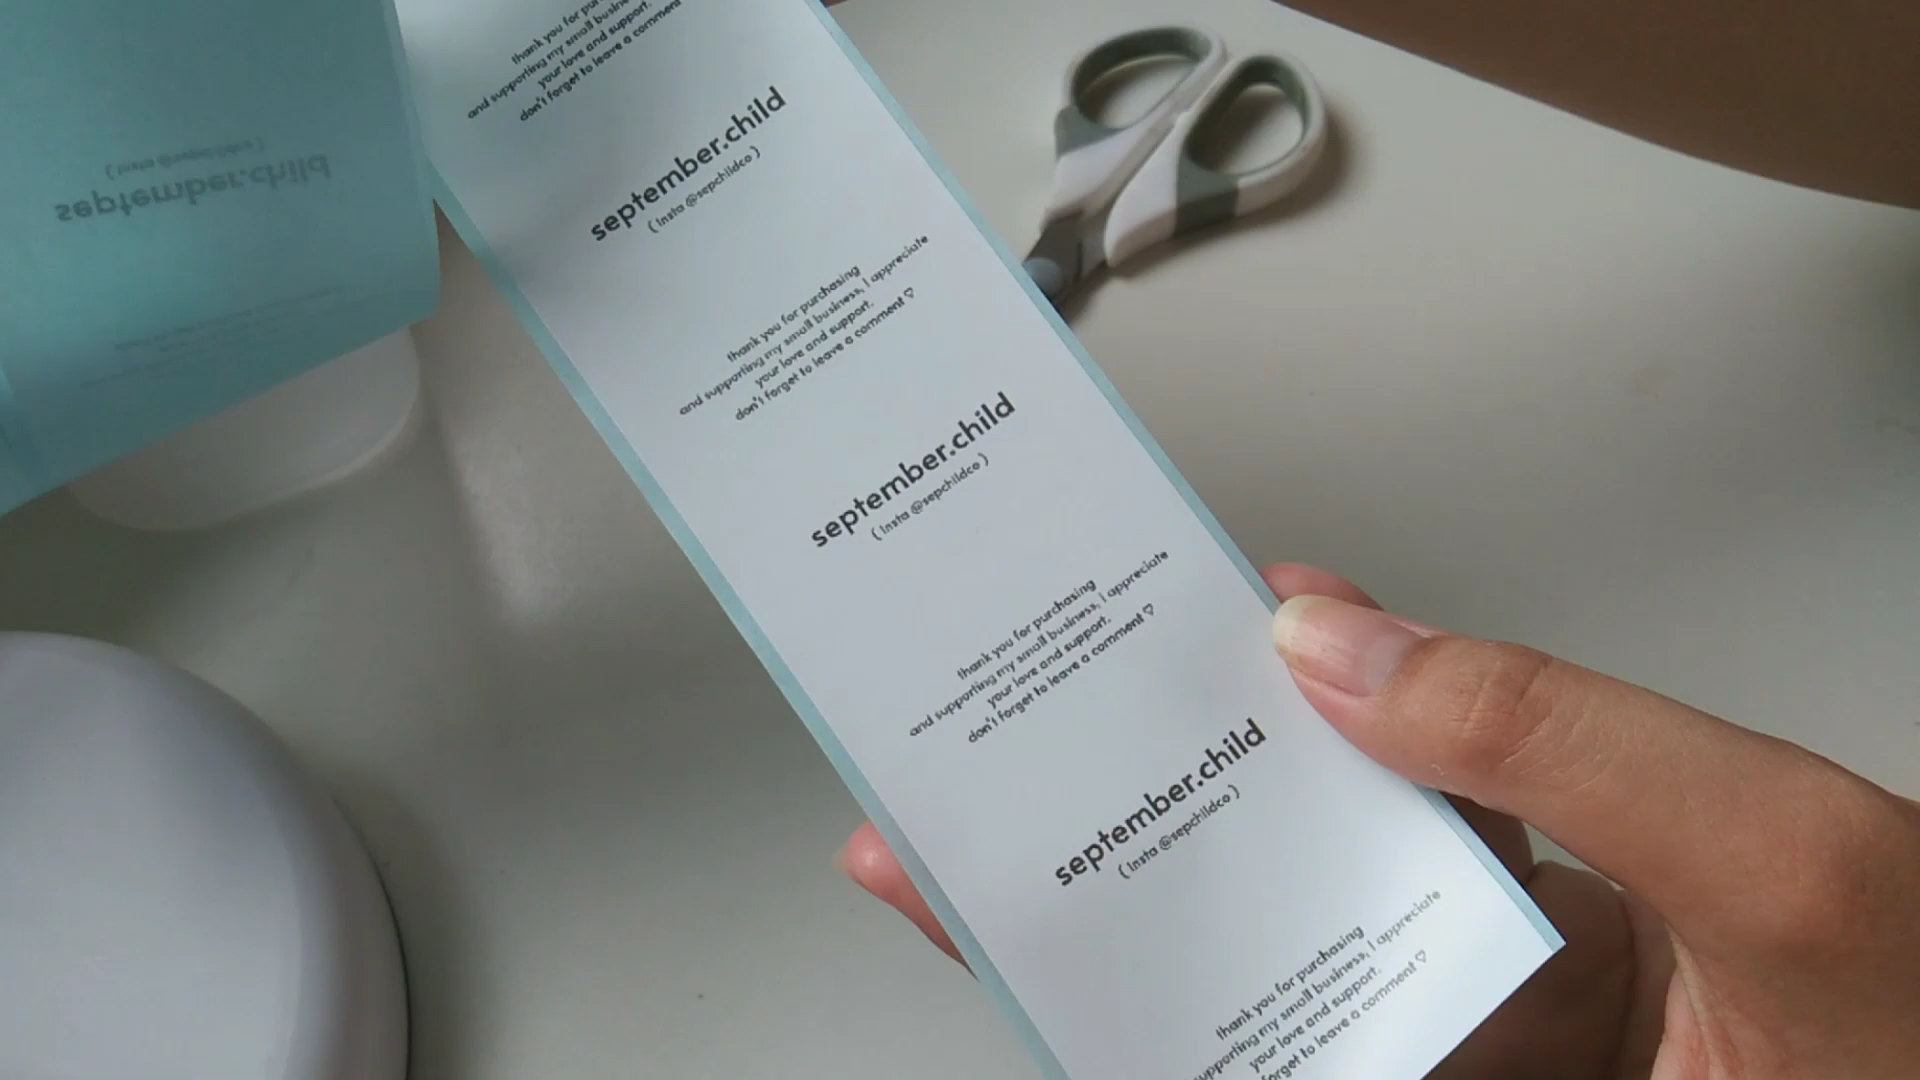 thank you for
and supporting my small
your love and support.
don't forget to leave a comment
september.child
( Insta @sepchildco )
thank you for purchasing
and supporting my small business, I appreciate
your love and support.
don't forget to leave a comment ♡
september.child
( Insta @sepchildco )
thank you for purchasing
and supporting my small business, I appreciate
your love and support.
don't forget to leave a comment ♡
september.child
( Insta @sepchildco )
thank you for purchasing
supporting my small business, I appreciate
your love and support.
forget to leave a comment ♡
( Insta @sepchildco )
september.child